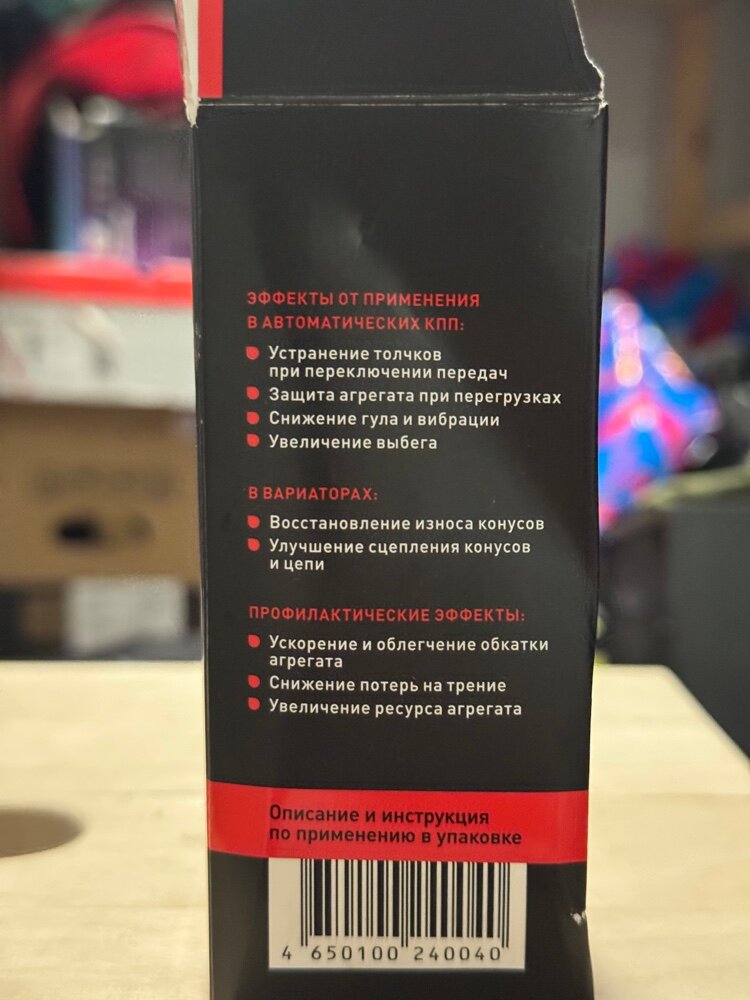 ЭФФЕКТЫ ОТ ПРИМЕНЕНИЯ
В АВТОМАТИЧЕСКИХ КПП:
Устранение толчков
при переключении передач
Защита агрегата при перегрузках
Снижение гула и вибрации
Увеличение выбега
В ВАРИАТОРАХ:
Восстановление износа конусов
Улучшение сцепления конусов
и цепи
ПРОФИЛАКТИЧЕСКИЕ ЭФФЕКТЫ:
Ускорение и облегчение обкатки
агрегата
Снижение потерь на трение
Увеличение ресурса агрегата
Описание и инструкция
по применению в упаковке
4 650100 240040